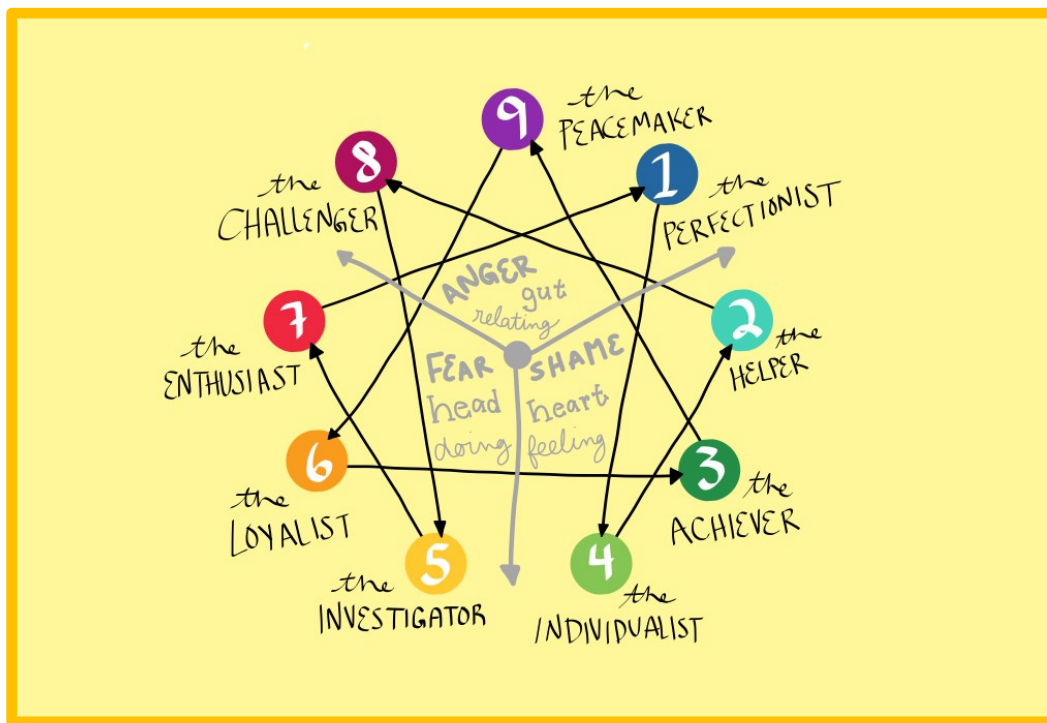 9
the
PEACEMAKER
8
the
CHALLENGER
1
the
PERFECTIONIST
ANGER
gut
relating
7
the
ENTHUSIAST
2
the
HELPER
FEAR
head
doing
SHAME
heart
feeling
6
the
LOYALIST
3
the
ACHIEVER
5
the
INVESTIGATOR
4
the
INDIVIDUALIST